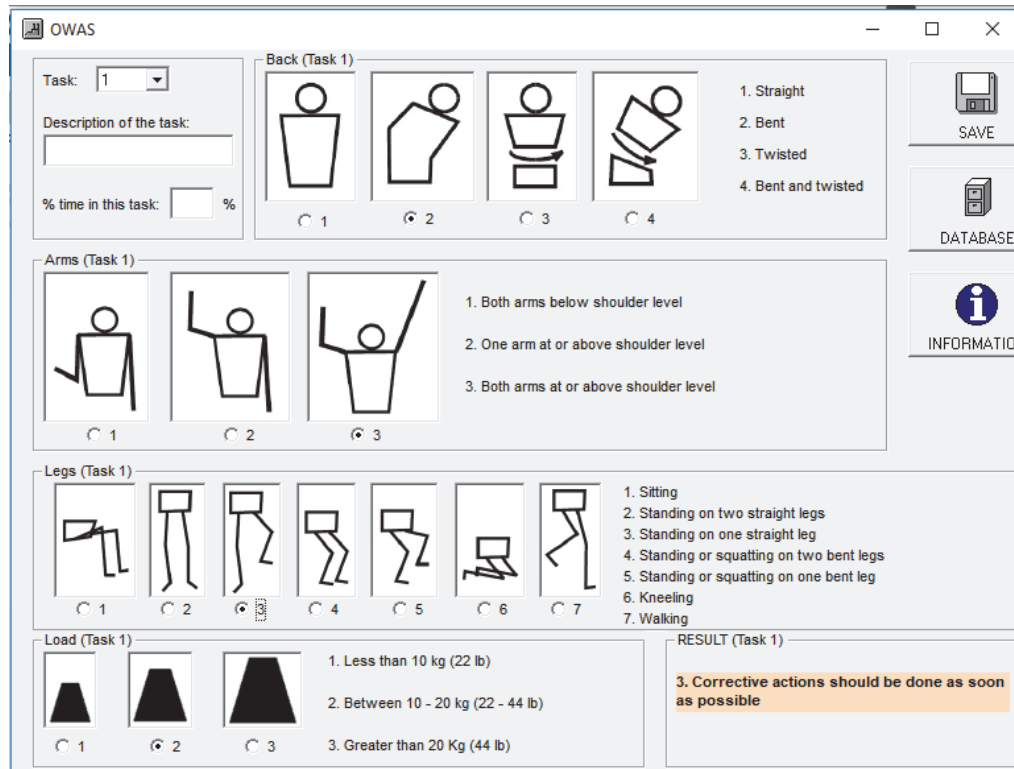 OWAS
Task: 1
Description of the task:
% time in this task: %
Back (Task 1)
1. Straight
2. Bent
3. Twisted
4. Bent and twisted
1 2 3 4
SAVE
DATABASE
INFORMATIO
Arms (Task 1)
1. Both arms below shoulder level
2. One arm at or above shoulder level
3. Both arms at or above shoulder level
1 2 3
Legs (Task 1)
1. Sitting
2. Standing on two straight legs
3. Standing on one straight leg
4. Standing or squatting on two bent legs
5. Standing or squatting on one bent leg
6. Kneeling
7. Walking
1 2 3 4 5 6 7
Load (Task 1)
1. Less than 10 kg (22 lb)
2. Between 10 - 20 kg (22 - 44 lb)
3. Greater than 20 Kg (44 lb)
1 2 3
RESULT (Task 1)
3. Corrective actions should be done as soon
as possible